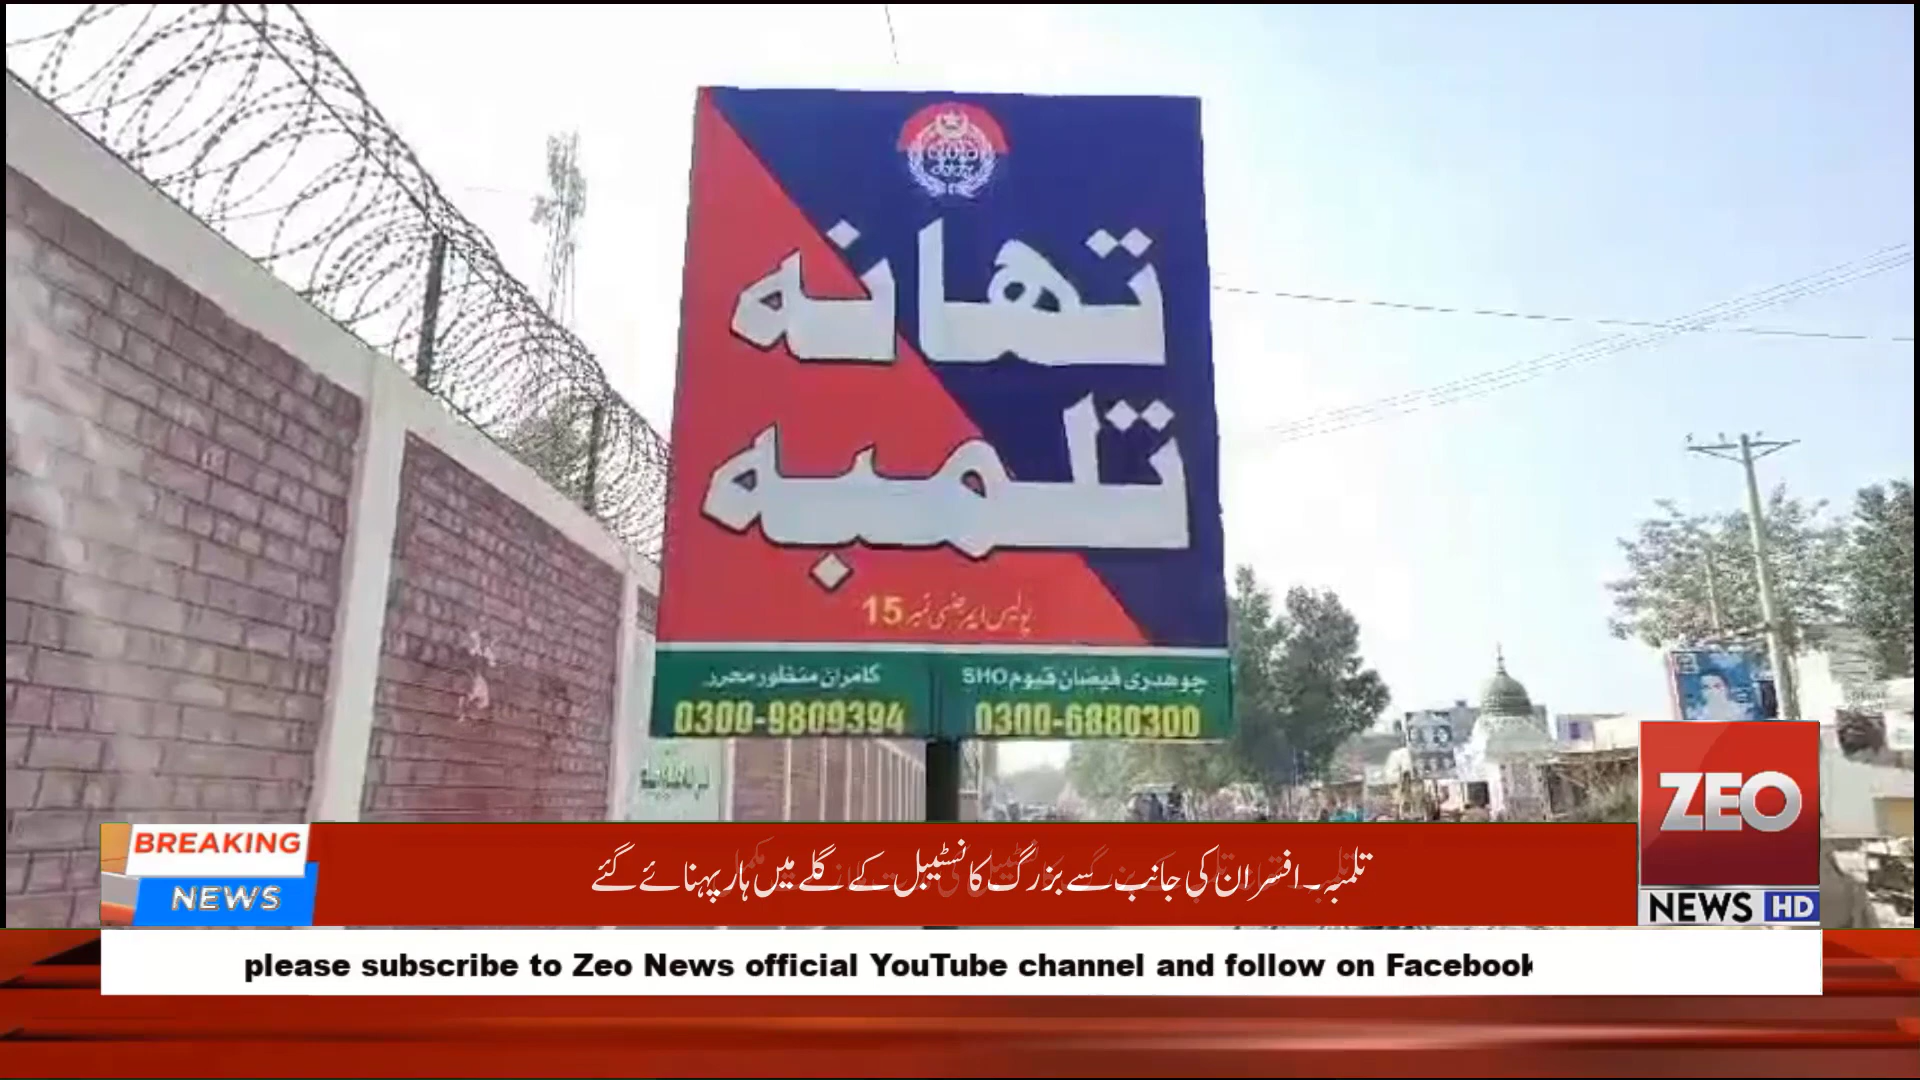 تھانہ
تلمبہ
پولیس ایمرجنسی نمبر 15
چوھدری فیضان قیوم SHO
0300-6880300
کامران منظور محرر
0300-9809394
BREAKING
NEWS
تلمبہ۔افسران کی جانب سے بزرگ کانسٹیبل کے گلے میں ہار پہنائے گئے
ZEO
NEWS HD
please subscribe to Zeo News official YouTube channel and follow on Facebook